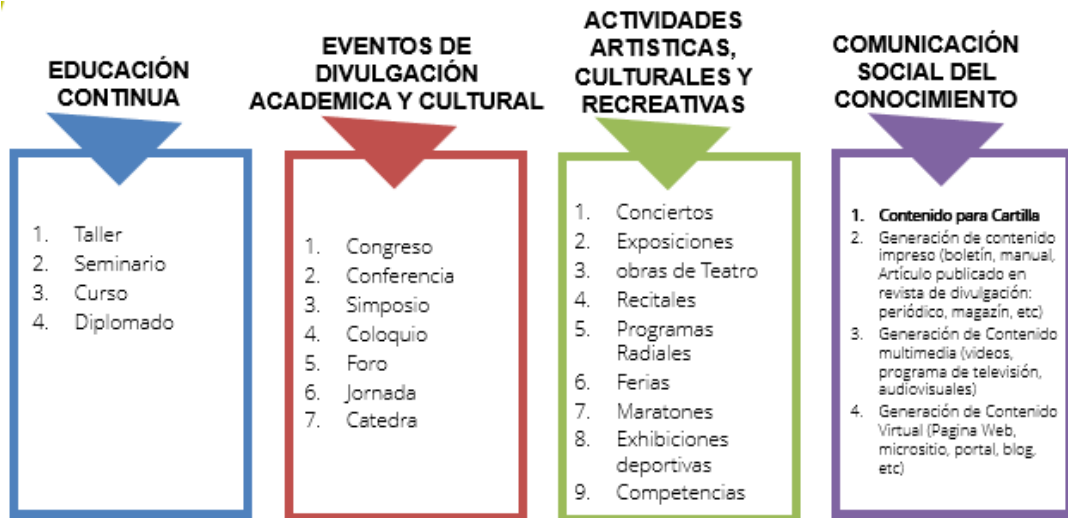 EDUCACIÓN
CONTINUA
1. Taller
2. Seminario
3. Curso
4. Diplomado
EVENTOS DE
DIVULGACIÓN
ACADEMICA Y CULTURAL
1. Congreso
2. Conferencia
3. Simposio
4. Coloquio
5. Foro
6. Jornada
7. Catedra
ACTIVIDADES
ARTISTICAS,
CULTURALES Y
RECREATIVAS
1. Conciertos
2. Exposiciones
3. obras de Teatro
4. Recitales
5. Programas
Radiales
6. Ferias
7. Maratones
8. Exhibiciones
deportivas
9. Competencias
COMUNICACIÓN
SOCIAL DEL
CONOCIMIENTO
1. Contenido para Cartilla
2. Generación de contenido
impreso (boletín, manual,
Artículo publicado en
revista de divulgación:
periódico, magazín, etc)
3. Generación de Contenido
multimedia (videos,
programa de televisión,
audiovisuales)
4. Generación de Contenido
Virtual (Pagina Web,
micrositio, portal, blog,
etc)